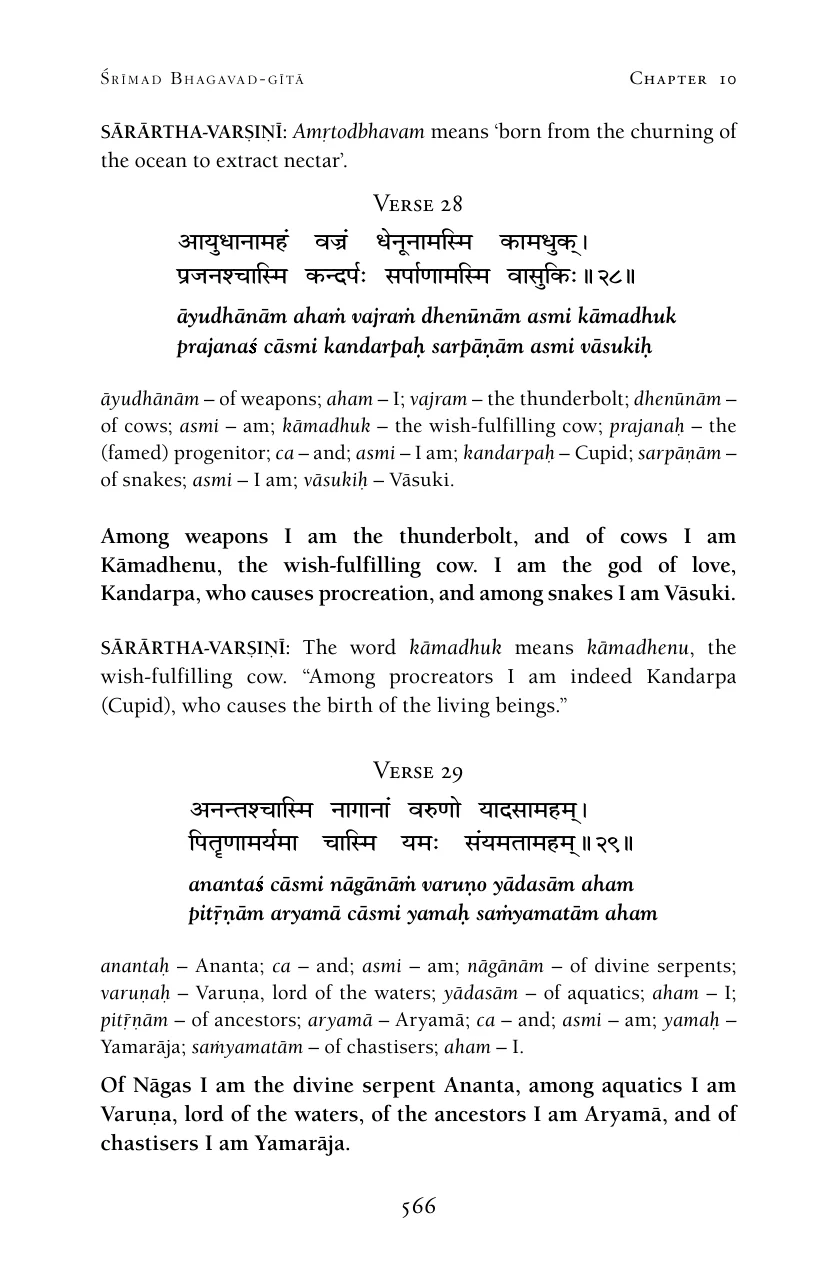 Śrīmad Bhagavad-gītā Chapter 10
SĀRĀRTHA-VARṢIṆĪ: Amṛtodbhavam means ‘born from the churning of
the ocean to extract nectar’.
Verse 28
आयुधानामहं वज्रं धेनूनामस्मि कामधुक्।
प्रजनश्चास्मि कन्दर्पः सर्पाणामस्मि वासुकिः॥२८॥
āyudhānām ahaṁ vajraṁ dhenūnām asmi kāmadhuk
prajanaś cāsmi kandarpaḥ sarpāṇām asmi vāsukiḥ
āyudhānām – of weapons; aham – I; vajram – the thunderbolt; dhenūnām –
of cows; asmi – am; kāmadhuk – the wish-fulfilling cow; prajanaḥ – the
(famed) progenitor; ca – and; asmi – I am; kandarpaḥ – Cupid; sarpāṇām –
of snakes; asmi – I am; vāsukiḥ – Vāsuki.
Among weapons I am the thunderbolt, and of cows I am
Kāmadhenu, the wish-fulfilling cow. I am the god of love,
Kandarpa, who causes procreation, and among snakes I am Vāsuki.
SĀRĀRTHA-VARṢIṆĪ: The word kāmadhuk means kāmadhenu, the
wish-fulfilling cow. “Among procreators I am indeed Kandarpa
(Cupid), who causes the birth of the living beings.”
Verse 29
अनन्तश्चास्मि नागानां वरुणो यादसामहम्।
पितॄणामर्यमा चास्मि यमः संयमतामहम्॥२९॥
anantaś cāsmi nāgānāṁ varuṇo yādasām aham
pitṝṇām aryamā cāsmi yamaḥ saṁyamatām aham
anantaḥ – Ananta; ca – and; asmi – am; nāgānām – of divine serpents;
varuṇaḥ – Varuṇa, lord of the waters; yādasām – of aquatics; aham – I;
pitṝṇām – of ancestors; aryamā – Aryamā; ca – and; asmi – am; yamaḥ –
Yamarāja; saṁyamatām – of chastisers; aham – I.
Of Nāgas I am the divine serpent Ananta, among aquatics I am
Varuṇa, lord of the waters, of the ancestors I am Aryamā, and of
chastisers I am Yamarāja.
566